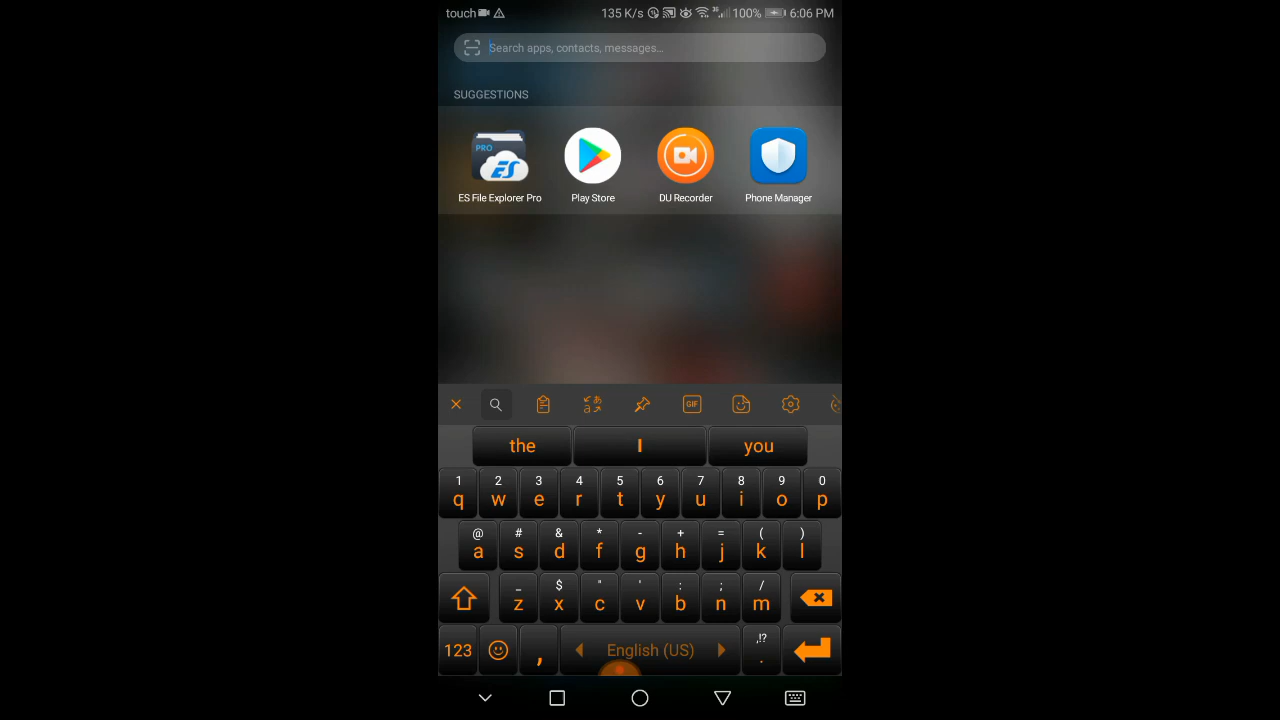 touch 135 K/s 3G 100% 6:06 PM
Search apps, contacts, messages...
SUGGESTIONS
PRO
ES
ES File Explorer Pro Play Store DU Recorder Phone Manager
GIF
the I you
1 2 3 4 5 6 7 8 9 0
q w e r t y u i o p
@ # & * - + = ( )
a s d f g h j k l
_ $ " ' : ; /
z x c v b n m
123 , English (US) ,!? .